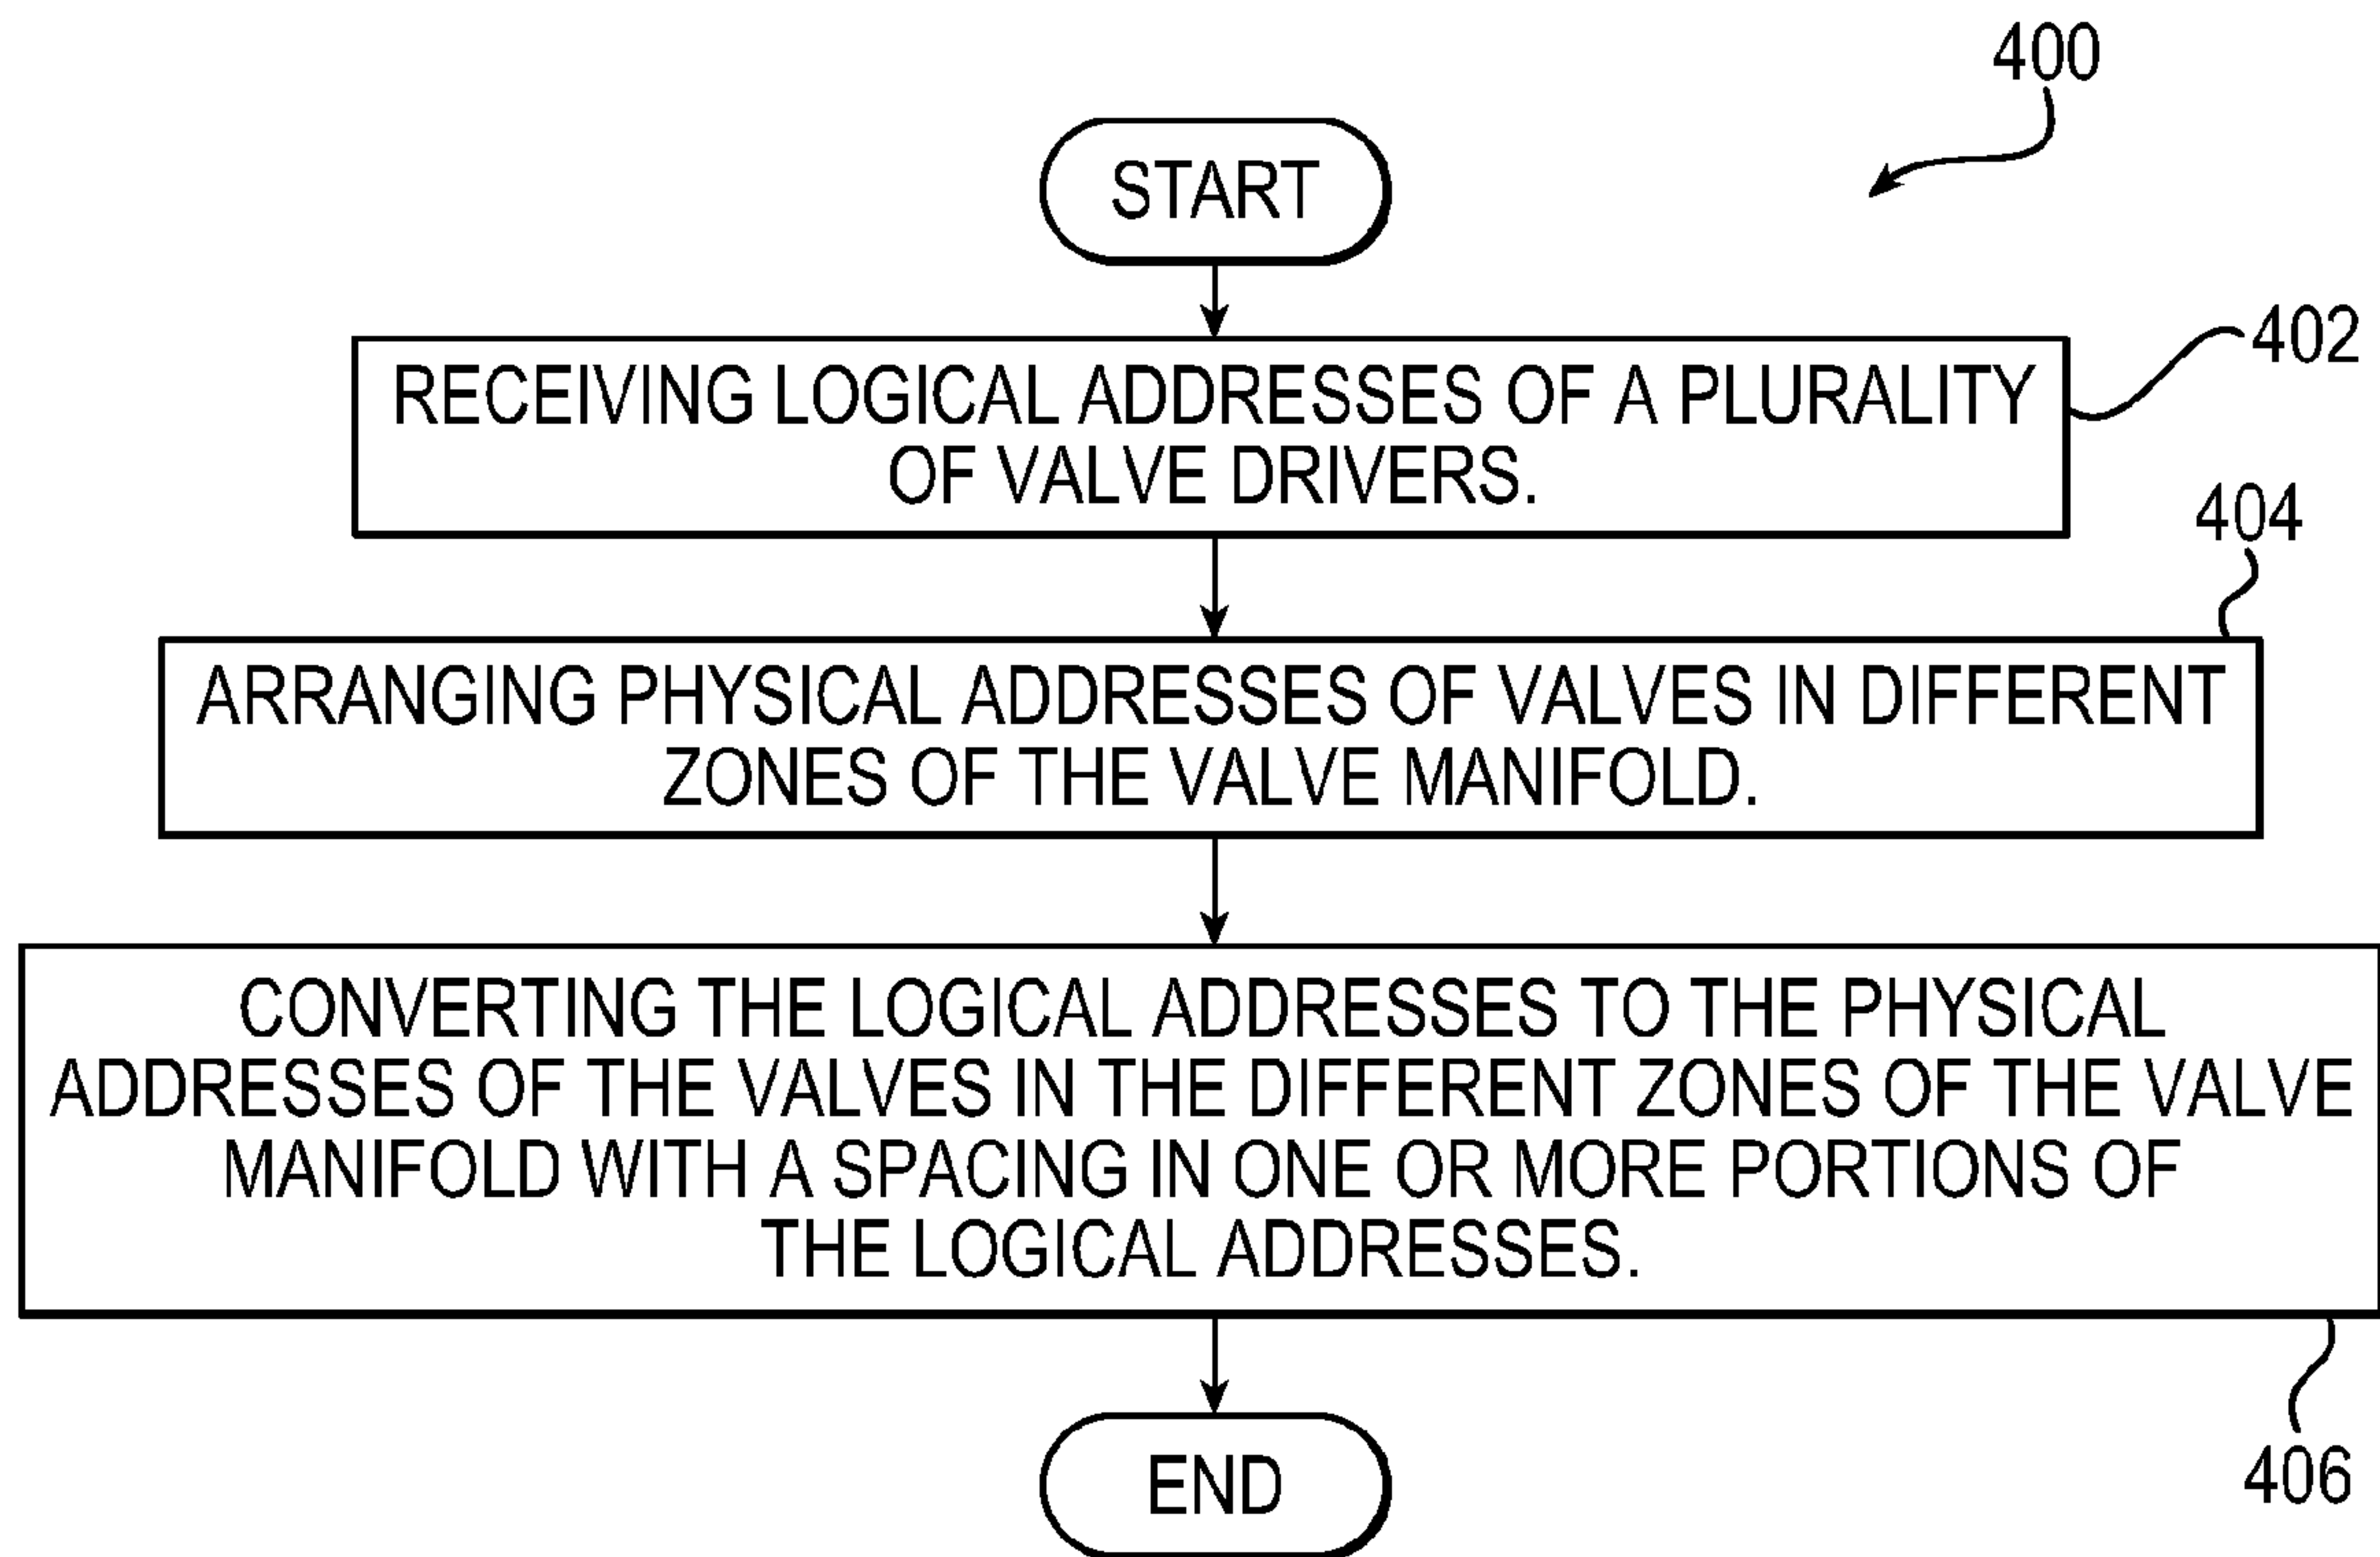 400
START
RECEIVING LOGICAL ADDRESSES OF A PLURALITY
OF VALVE DRIVERS.
402
404
ARRANGING PHYSICAL ADDRESSES OF VALVES IN DIFFERENT
ZONES OF THE VALVE MANIFOLD.
CONVERTING THE LOGICAL ADDRESSES TO THE PHYSICAL
ADDRESSES OF THE VALVES IN THE DIFFERENT ZONES OF THE VALVE
MANIFOLD WITH A SPACING IN ONE OR MORE PORTIONS OF
THE LOGICAL ADDRESSES.
406
END